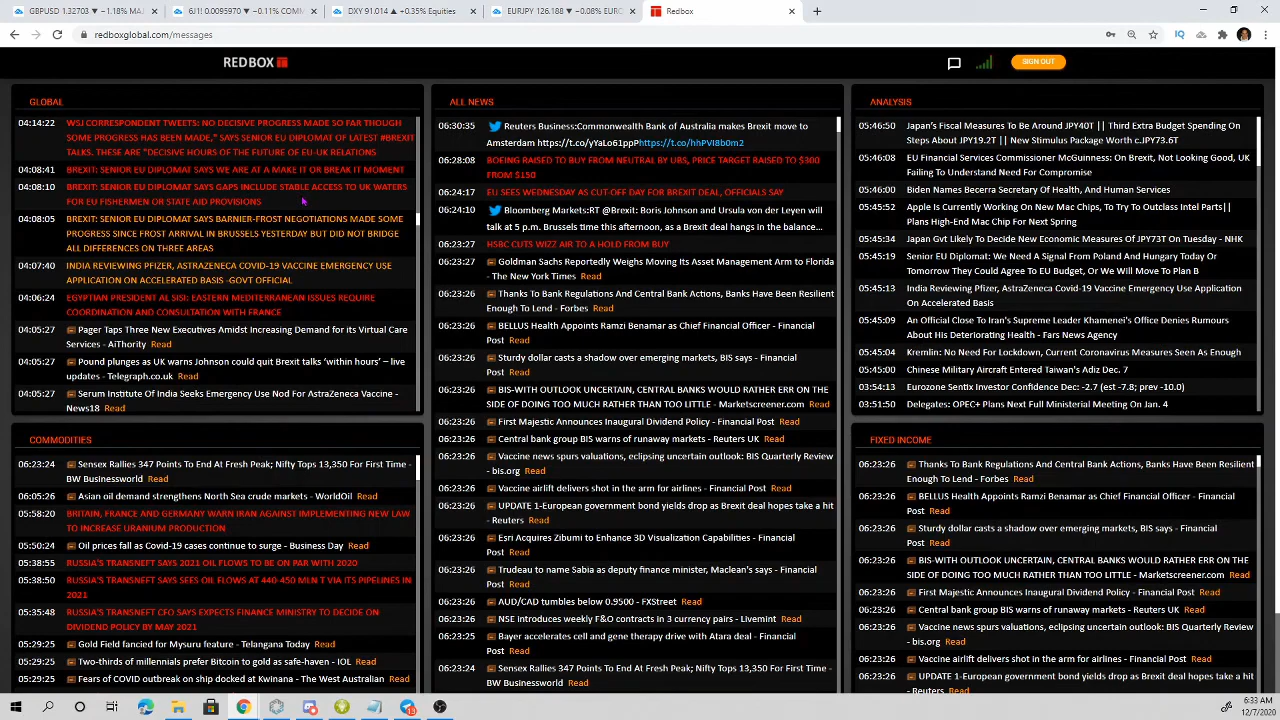 GBPUSD 1.32703 ▼ −1.18% MAJ
6J1! 0.0095970 ▼ −0.11% COMM
DXY 91.014 ▲ +0.35% Equities
EURJPY 126.188 ▼ −0.08% EURO
Redbox
redboxglobal.com/messages
REDBOX
SIGN OUT
GLOBAL
04:14:22 WSJ CORRESPONDENT TWEETS: NO DECISIVE PROGRESS MADE SO FAR THOUGH
SOME PROGRESS HAS BEEN MADE," SAYS SENIOR EU DIPLOMAT OF LATEST #BREXIT
TALKS. THESE ARE "DECISIVE HOURS OF THE FUTURE OF EU-UK RELATIONS
04:08:41 BREXIT: SENIOR EU DIPLOMAT SAYS WE ARE AT A MAKE IT OR BREAK IT MOMENT
04:08:10 BREXIT: SENIOR EU DIPLOMAT SAYS GAPS INCLUDE STABLE ACCESS TO UK WATERS
FOR EU FISHERMEN OR STATE AID PROVISIONS
04:08:05 BREXIT: SENIOR EU DIPLOMAT SAYS BARNIER-FROST NEGOTIATIONS MADE SOME
PROGRESS SINCE FROST ARRIVAL IN BRUSSELS YESTERDAY BUT DID NOT BRIDGE
ALL DIFFERENCES ON THREE AREAS
04:07:40 INDIA REVIEWING PFIZER, ASTRAZENECA COVID-19 VACCINE EMERGENCY USE
APPLICATION ON ACCELERATED BASIS -GOVT OFFICIAL
04:06:24 EGYPTIAN PRESIDENT AL SISI: EASTERN MEDITERRANEAN ISSUES REQUIRE
COORDINATION AND CONSULTATION WITH FRANCE
04:05:27 Pager Taps Three New Executives Amidst Increasing Demand for its Virtual Care
Services - AiThority Read
04:05:27 Pound plunges as UK warns Johnson could quit Brexit talks 'within hours' – live
updates - Telegraph.co.uk Read
04:05:27 Serum Institute Of India Seeks Emergency Use Nod For AstraZeneca Vaccine -
News18 Read
COMMODITIES
06:23:24 Sensex Rallies 347 Points To End At Fresh Peak; Nifty Tops 13,350 For First Time -
BW Businessworld Read
06:05:26 Asian oil demand strengthens North Sea crude markets - WorldOil Read
05:58:20 BRITAIN, FRANCE AND GERMANY WARN IRAN AGAINST IMPLEMENTING NEW LAW
TO INCREASE URANIUM PRODUCTION
05:50:24 Oil prices fall as Covid-19 cases continue to surge - Business Day Read
05:38:55 RUSSIA'S TRANSNEFT SAYS 2021 OIL FLOWS TO BE ON PAR WITH 2020
05:38:50 RUSSIA'S TRANSNEFT SAYS SEES OIL FLOWS AT 440-450 MLN T VIA ITS PIPELINES IN
2021
05:35:48 RUSSIA'S TRANSNEFT CFO SAYS EXPECTS FINANCE MINISTRY TO DECIDE ON
DIVIDEND POLICY BY MAY 2021
05:29:25 Gold Field fancied for Mysuru feature - Telangana Today Read
05:29:25 Two-thirds of millennials prefer Bitcoin to gold as safe-haven - IOL Read
05:29:25 Fears of COVID outbreak on ship docked at Kwinana - The West Australian Read
ALL NEWS
06:30:35 Reuters Business:Commonwealth Bank of Australia makes Brexit move to
Amsterdam https://t.co/yYaLo61ppPhttps://t.co/hhPVI8b0m2
06:28:08 BOEING RAISED TO BUY FROM NEUTRAL BY UBS, PRICE TARGET RAISED TO $300
FROM $150
06:24:17 EU SEES WEDNESDAY AS CUT-OFF DAY FOR BREXIT DEAL, OFFICIALS SAY
06:24:10 Bloomberg Markets:RT @Brexit: Boris Johnson and Ursula von der Leyen will
talk at 5 p.m. Brussels time this afternoon, as a Brexit deal hangs in the balance...
06:23:27 HSBC CUTS WIZZ AIR TO A HOLD FROM BUY
06:23:27 Goldman Sachs Reportedly Weighs Moving Its Asset Management Arm to Florida
- The New York Times Read
06:23:26 Thanks To Bank Regulations And Central Bank Actions, Banks Have Been Resilient
Enough To Lend - Forbes Read
06:23:26 BELLUS Health Appoints Ramzi Benamar as Chief Financial Officer - Financial
Post Read
06:23:26 Sturdy dollar casts a shadow over emerging markets, BIS says - Financial
Post Read
06:23:26 BIS-WITH OUTLOOK UNCERTAIN, CENTRAL BANKS WOULD RATHER ERR ON THE
SIDE OF DOING TOO MUCH RATHER THAN TOO LITTLE - Marketscreener.com Read
06:23:26 First Majestic Announces Inaugural Dividend Policy - Financial Post Read
06:23:26 Central bank group BIS warns of runaway markets - Reuters UK Read
06:23:26 Vaccine news spurs valuations, eclipsing uncertain outlook: BIS Quarterly Review
- bis.org Read
06:23:26 Vaccine airlift delivers shot in the arm for airlines - Financial Post Read
06:23:26 UPDATE 1-European government bond yields drop as Brexit deal hopes take a hit
- Reuters Read
06:23:26 Esri Acquires Zibumi to Enhance 3D Visualization Capabilities - Financial
Post Read
06:23:26 Trudeau to name Sabia as deputy finance minister, Maclean's says - Financial
Post Read
06:23:26 AUD/CAD tumbles below 0.9500 - FXStreet Read
06:23:26 NSE introduces weekly F&O contracts in 3 currency pairs - Livemint Read
06:23:25 Bayer accelerates cell and gene therapy drive with Atara deal - Financial
Post Read
06:23:24 Sensex Rallies 347 Points To End At Fresh Peak; Nifty Tops 13,350 For First Time -
BW Businessworld Read
ANALYSIS
05:46:50 Japan's Fiscal Measures To Be Around JPY40T || Third Extra Budget Spending On
Steps About JPY19.2T || New Stimulus Package Worth c.JPY73.6T
05:46:08 EU Financial Services Commissioner McGuinness: On Brexit, Not Looking Good, UK
Failing To Understand Need For Compromise
05:46:00 Biden Names Becerra Secretary Of Health, And Human Services
05:45:52 Apple Is Currently Working On New Mac Chips, To Try To Outclass Intel Parts||
Plans High-End Mac Chip For Next Spring
05:45:34 Japan Gvt Likely To Decide New Economic Measures Of JPY73T On Tuesday - NHK
05:45:19 Senior EU Diplomat: We Need A Signal From Poland And Hungary Today Or
Tomorrow They Could Agree To EU Budget, Or We Will Move To Plan B
05:45:13 India Reviewing Pfizer, AstraZeneca Covid-19 Vaccine Emergency Use Application
On Accelerated Basis
05:45:09 An Official Close To Iran's Supreme Leader Khamenei's Office Denies Rumours
About His Deteriorating Health - Fars News Agency
05:45:04 Kremlin: No Need For Lockdown, Current Coronavirus Measures Seen As Enough
05:45:00 Chinese Military Aircraft Entered Taiwan's Adiz Dec. 7
03:54:13 Eurozone Sentix Investor Confidence Dec: -2.7 (est -7.8; prev -10.0)
03:51:50 Delegates: OPEC+ Plans Next Full Ministerial Meeting On Jan. 4
FIXED INCOME
06:23:26 Thanks To Bank Regulations And Central Bank Actions, Banks Have Been Resilient
Enough To Lend - Forbes Read
06:23:26 BELLUS Health Appoints Ramzi Benamar as Chief Financial Officer - Financial
Post Read
06:23:26 Sturdy dollar casts a shadow over emerging markets, BIS says - Financial
Post Read
06:23:26 BIS-WITH OUTLOOK UNCERTAIN, CENTRAL BANKS WOULD RATHER ERR ON THE
SIDE OF DOING TOO MUCH RATHER THAN TOO LITTLE - Marketscreener.com Read
06:23:26 First Majestic Announces Inaugural Dividend Policy - Financial Post Read
06:23:26 Central bank group BIS warns of runaway markets - Reuters UK Read
06:23:26 Vaccine news spurs valuations, eclipsing uncertain outlook: BIS Quarterly Review
- bis.org Read
06:23:26 Vaccine airlift delivers shot in the arm for airlines - Financial Post Read
06:23:26 UPDATE 1-European government bond yields drop as Brexit deal hopes take a hit
- Reuters Read
13
6:33 AM
12/7/2020